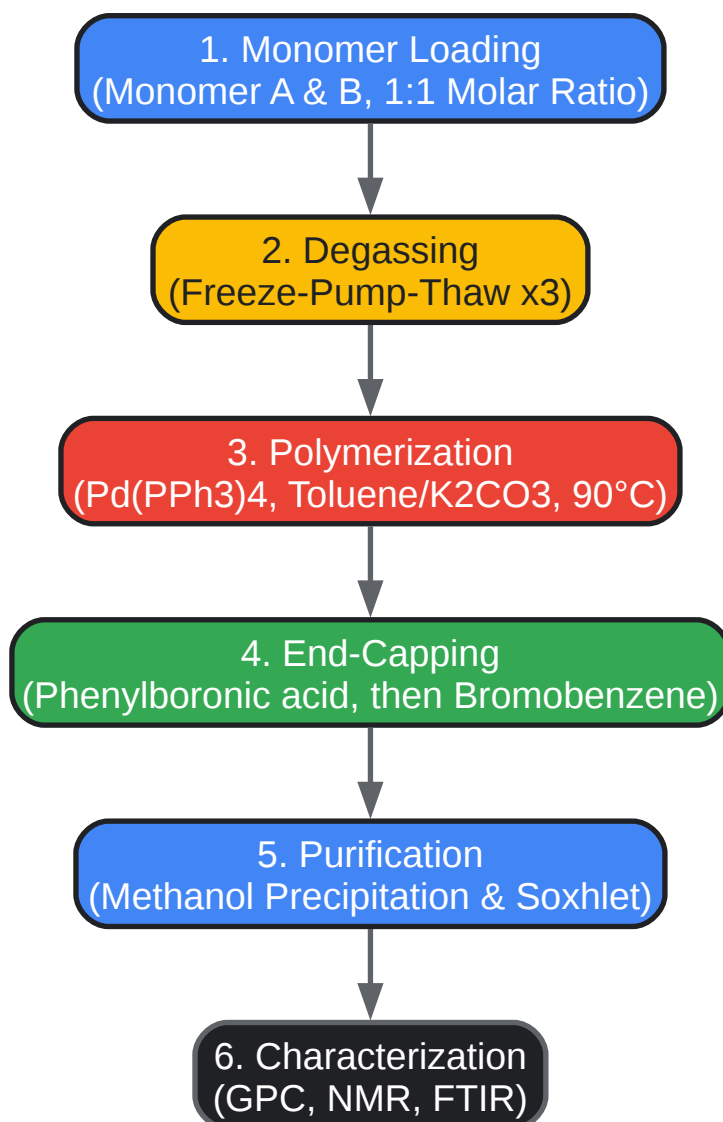 1. Monomer Loading
(Monomer A & B, 1:1 Molar Ratio)
2. Degassing
(Freeze-Pump-Thaw x3)
3. Polymerization
(Pd(PPh3)4, Toluene/K2CO3, 90°C)
4. End-Capping
(Phenylboronic acid, then Bromobenzene)
5. Purification
(Methanol Precipitation & Soxhlet)
6. Characterization
(GPC, NMR, FTIR)